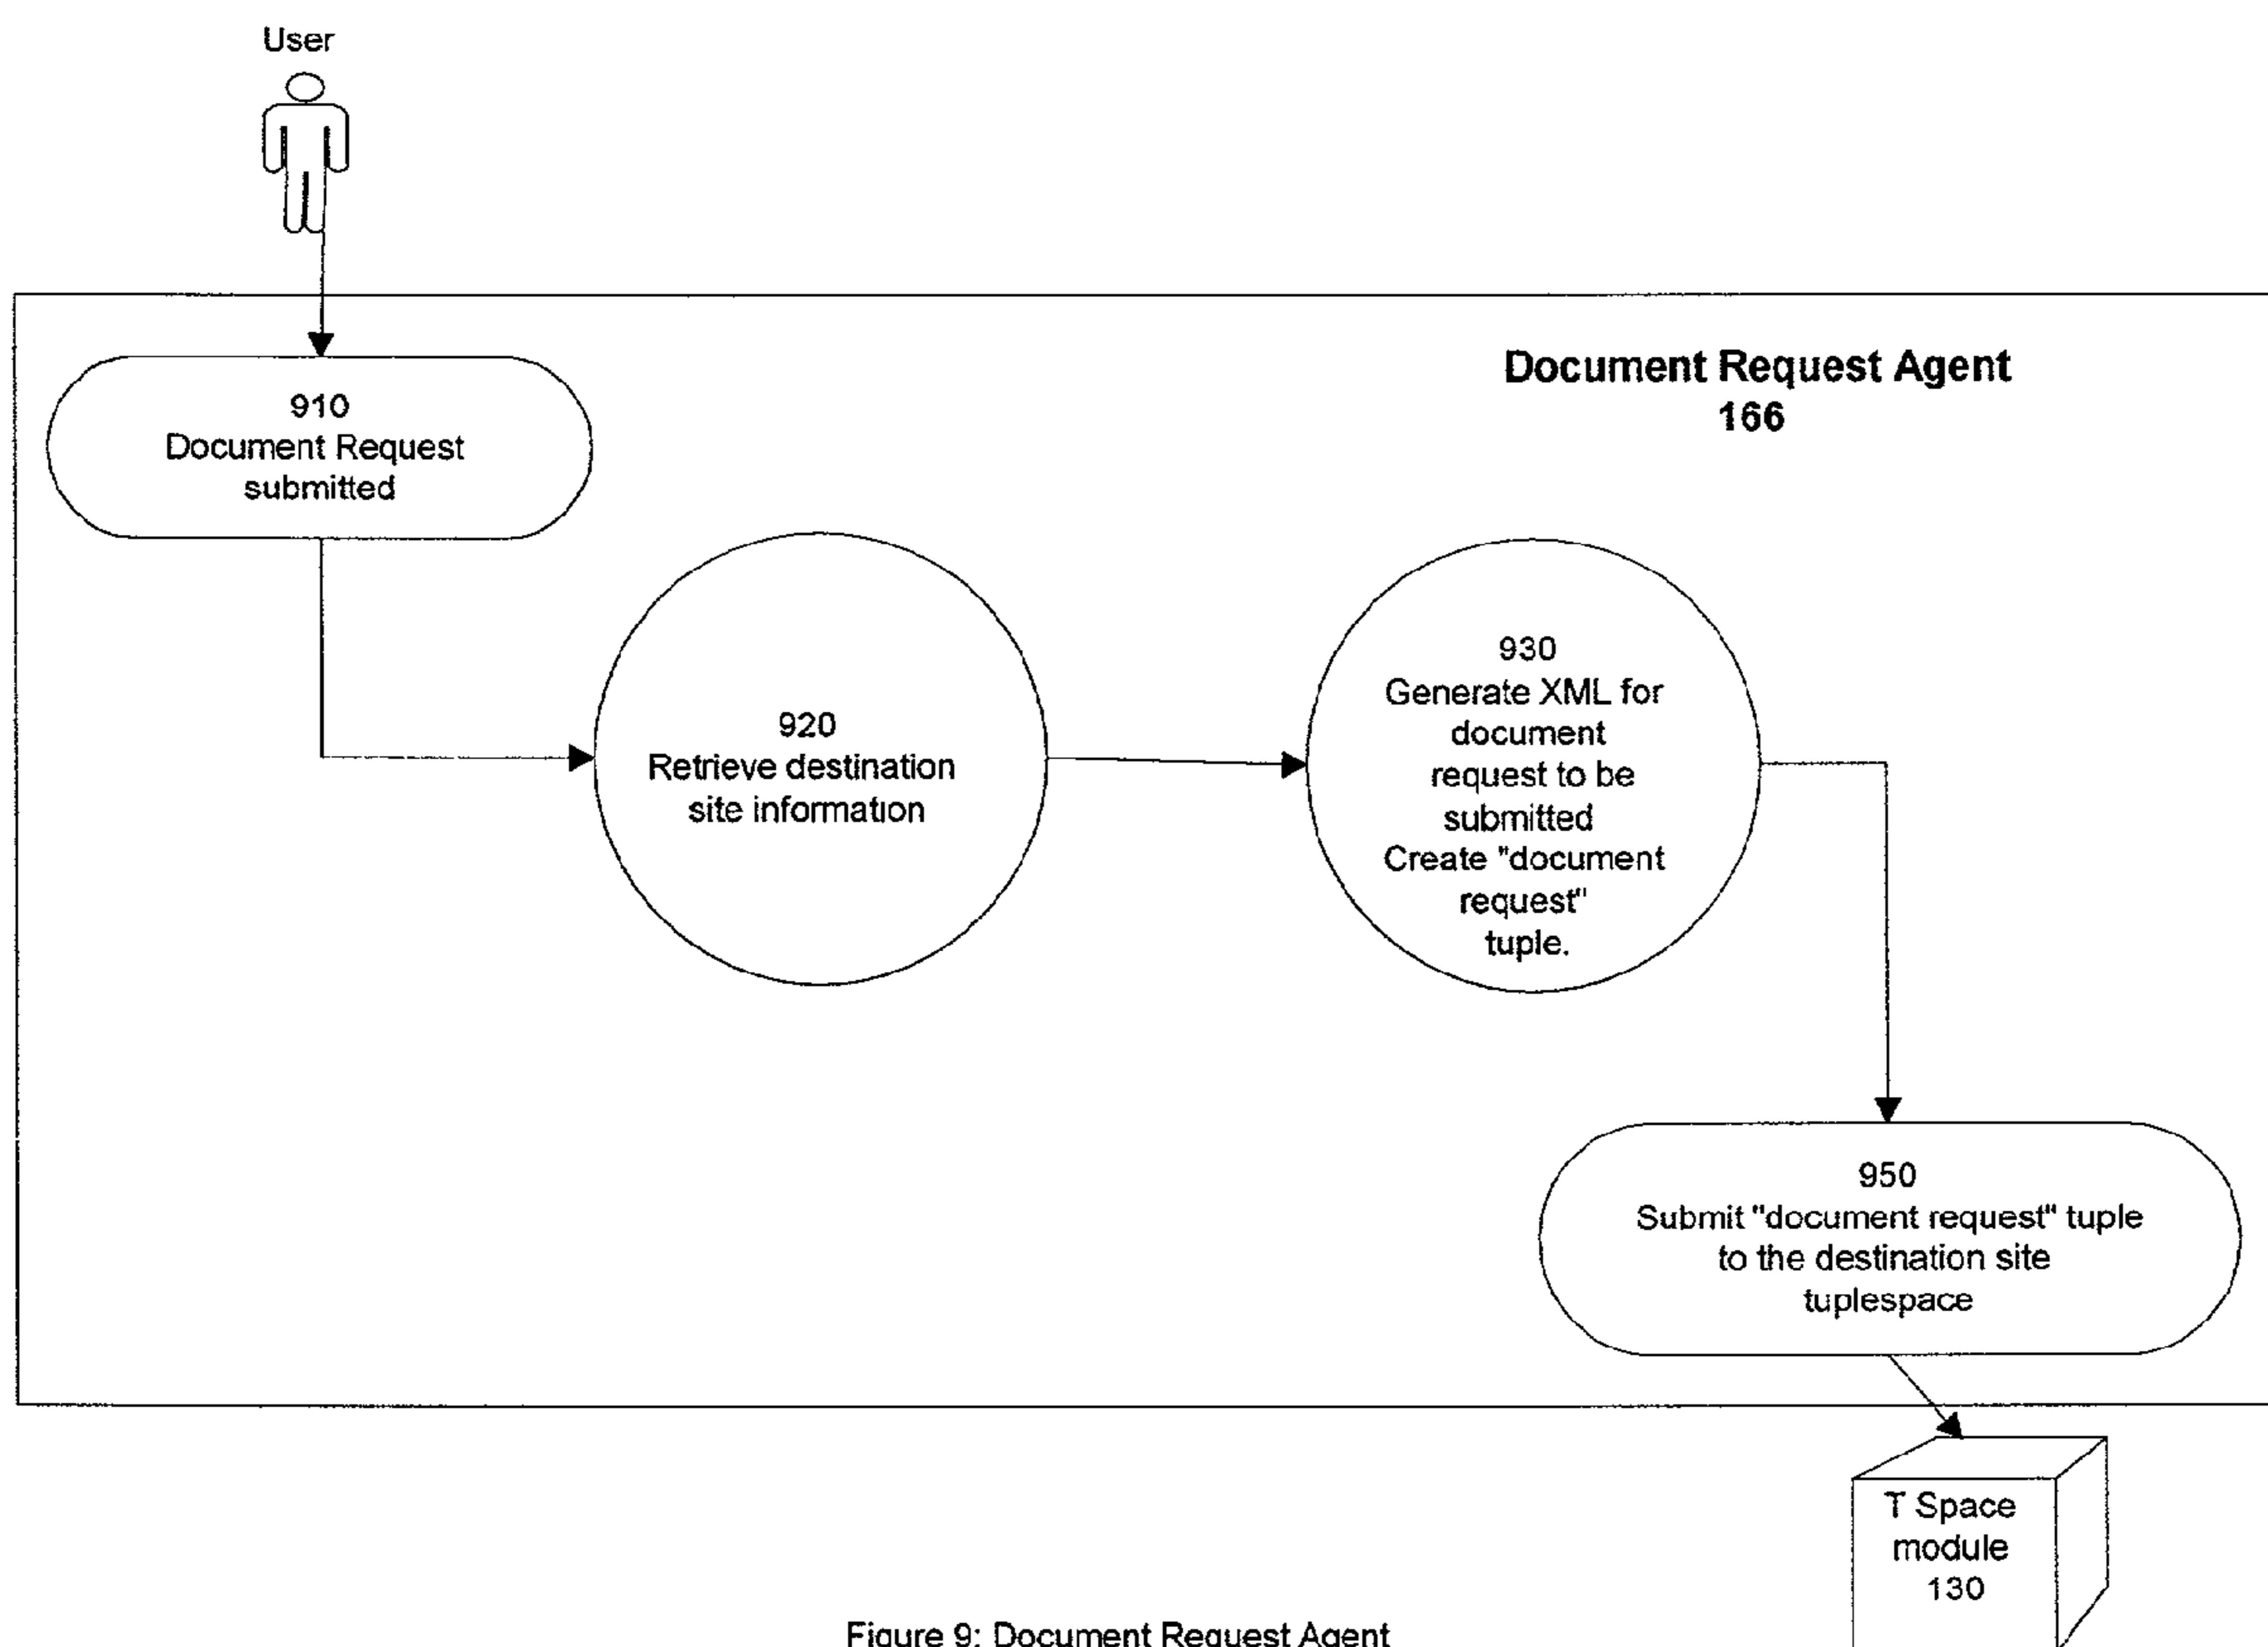 User
Document Request Agent
166
910
Document Request
submitted
920
Retrieve destination
site information
930
Generate XML for
document
request to be
submitted
Create "document
request"
tuple.
950
Submit "document request" tuple
to the destination site
tuplespace
T Space
module
130
Figure 9: Document Request Agent